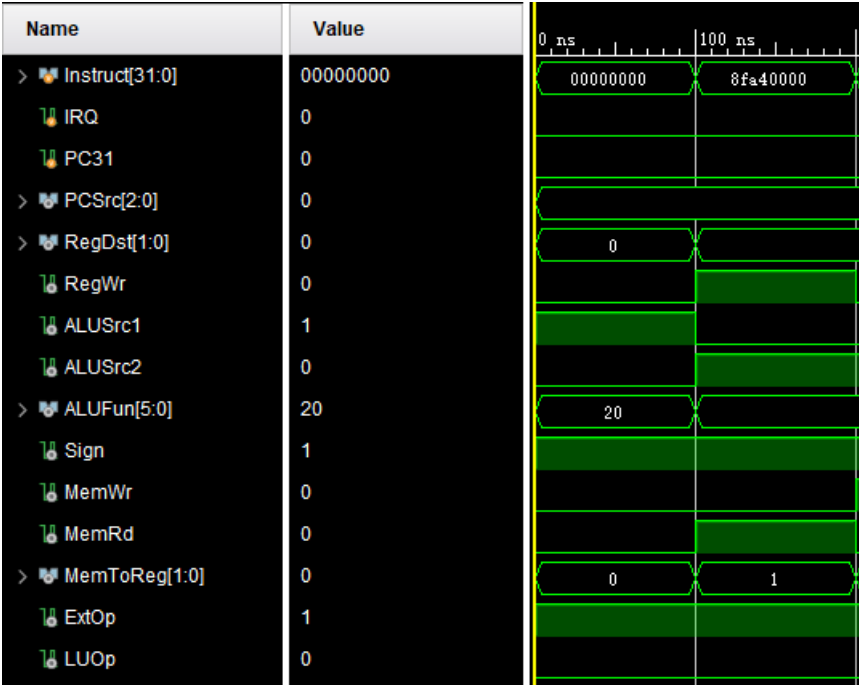 Name Value
0 ns 100 ns
Instruct[31:0] 00000000 00000000 8fa40000
IRQ 0
PC31 0
PCSrc[2:0] 0
RegDst[1:0] 0 0
RegWr 0
ALUSrc1 1
ALUSrc2 0
ALUFun[5:0] 20 20
Sign 1
MemWr 0
MemRd 0
MemToReg[1:0] 0 0 1
ExtOp 1
LUOp 0